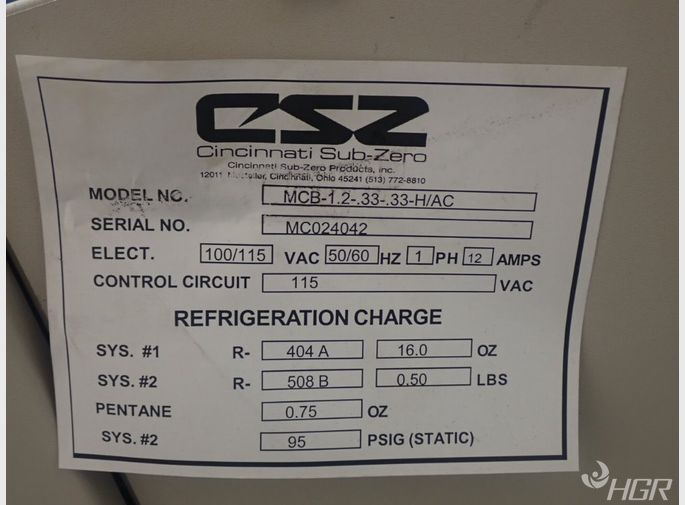 CSZ
Cincinnati Sub-Zero
Cincinnati Sub-Zero Products, inc.
12011 Cincinnati, Ohio 45241 (513) 772-8810
MODEL NO. MCB-1.2-.33-.33-H/AC
SERIAL NO. MC024042
ELECT. 100/115 VAC 50/60 HZ 1 PH 12 AMPS
CONTROL CIRCUIT 115 VAC
REFRIGERATION CHARGE
SYS. #1 R- 404 A 16.0 OZ
SYS. #2 R- 508 B 0.50 LBS
PENTANE 0.75 OZ
SYS. #2 95 PSIG (STATIC)
HGR